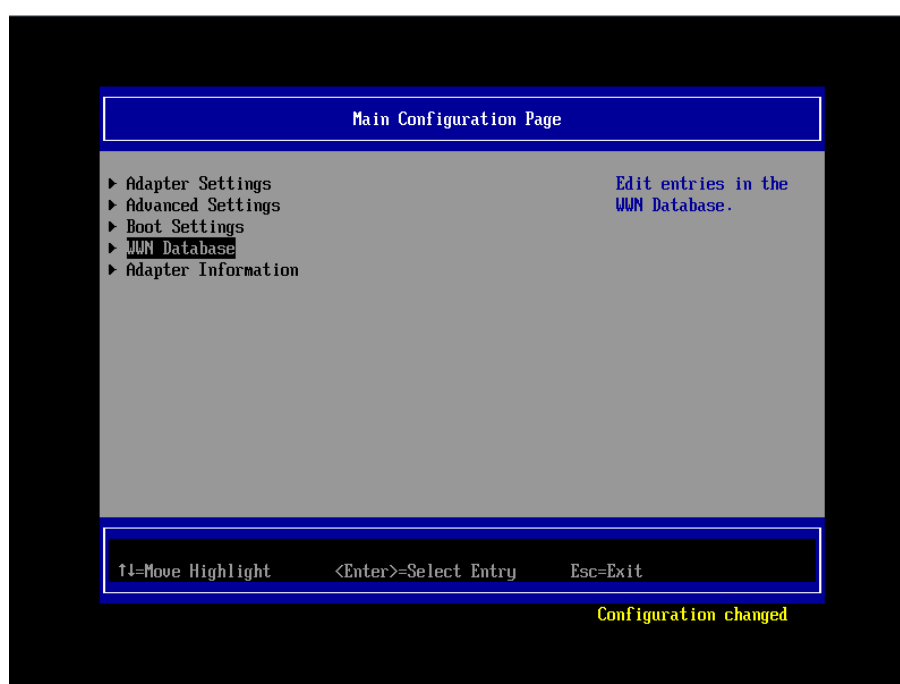 Main Configuration Page
▶ Adapter Settings
▶ Advanced Settings
▶ Boot Settings
▶ WWN Database
▶ Adapter Information
Edit entries in the
WWN Database.
↑↓=Move Highlight <Enter>=Select Entry Esc=Exit
Configuration changed